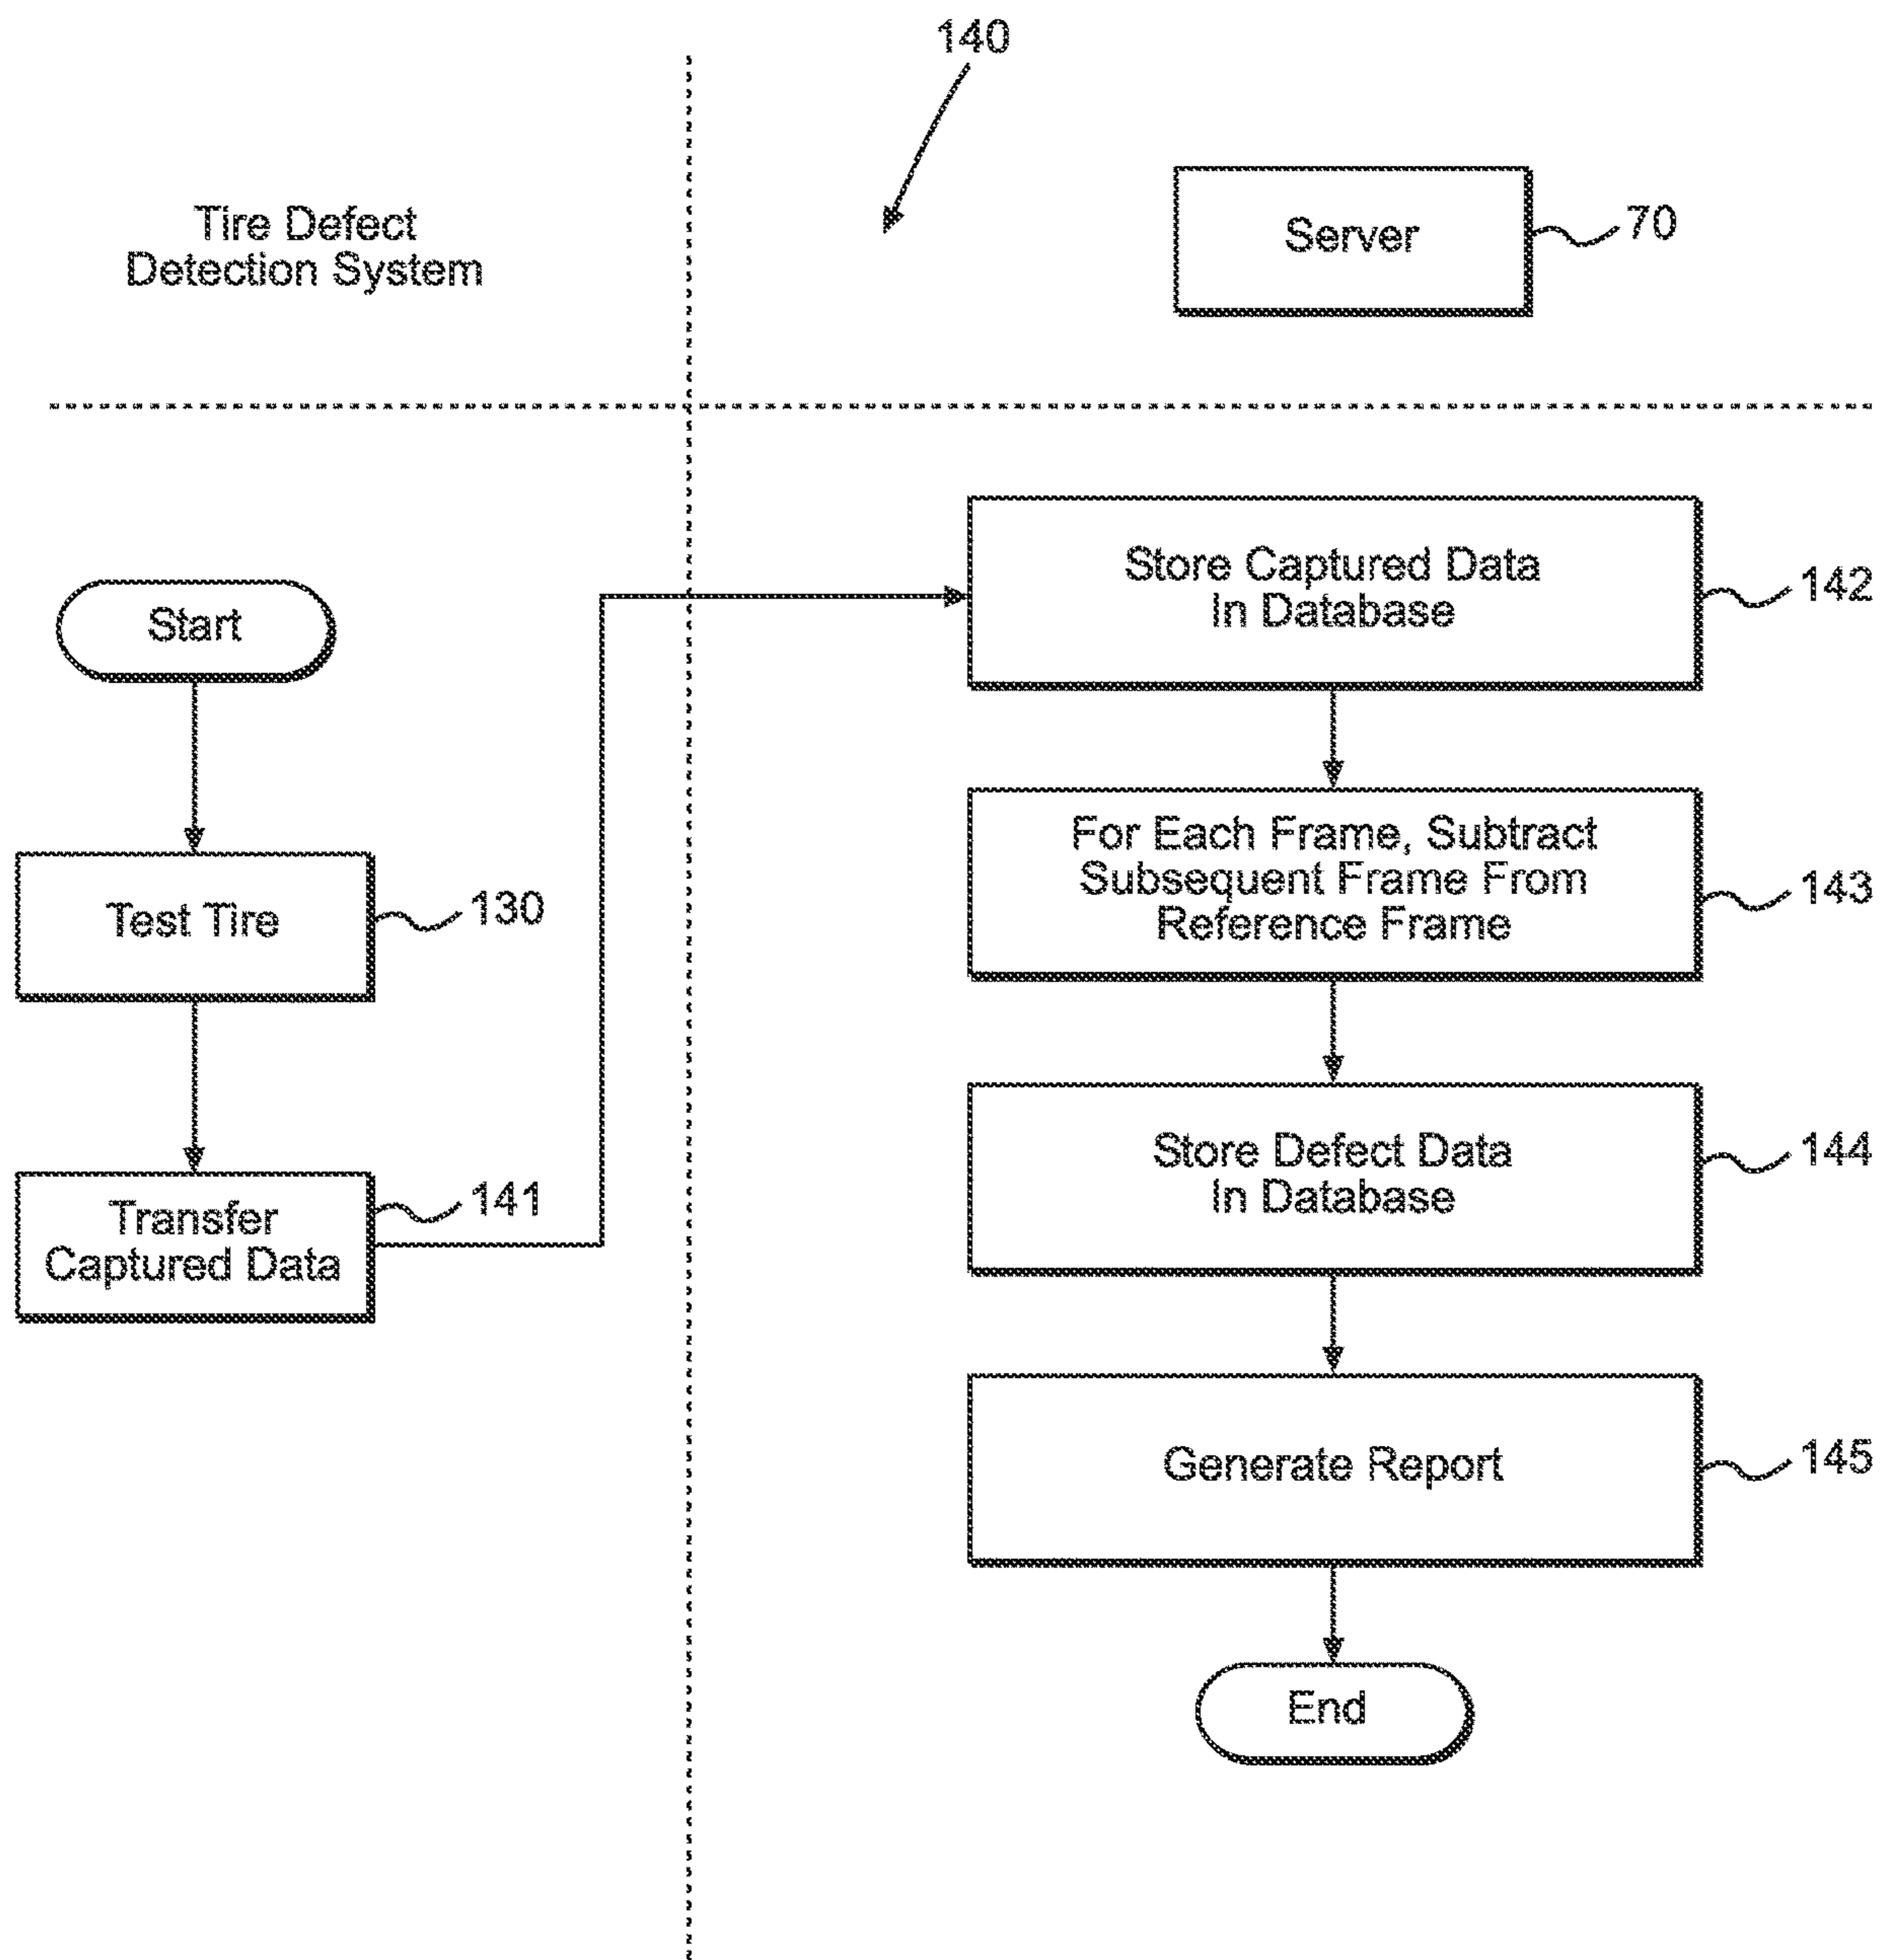 140
Tire Defect
Detection System
Server
70
Start
Test Tire
130
Transfer
Captured Data
141
Store Captured Data
In Database
142
For Each Frame, Subtract
Subsequent Frame From
Reference Frame
143
Store Defect Data
In Database
144
Generate Report
145
End